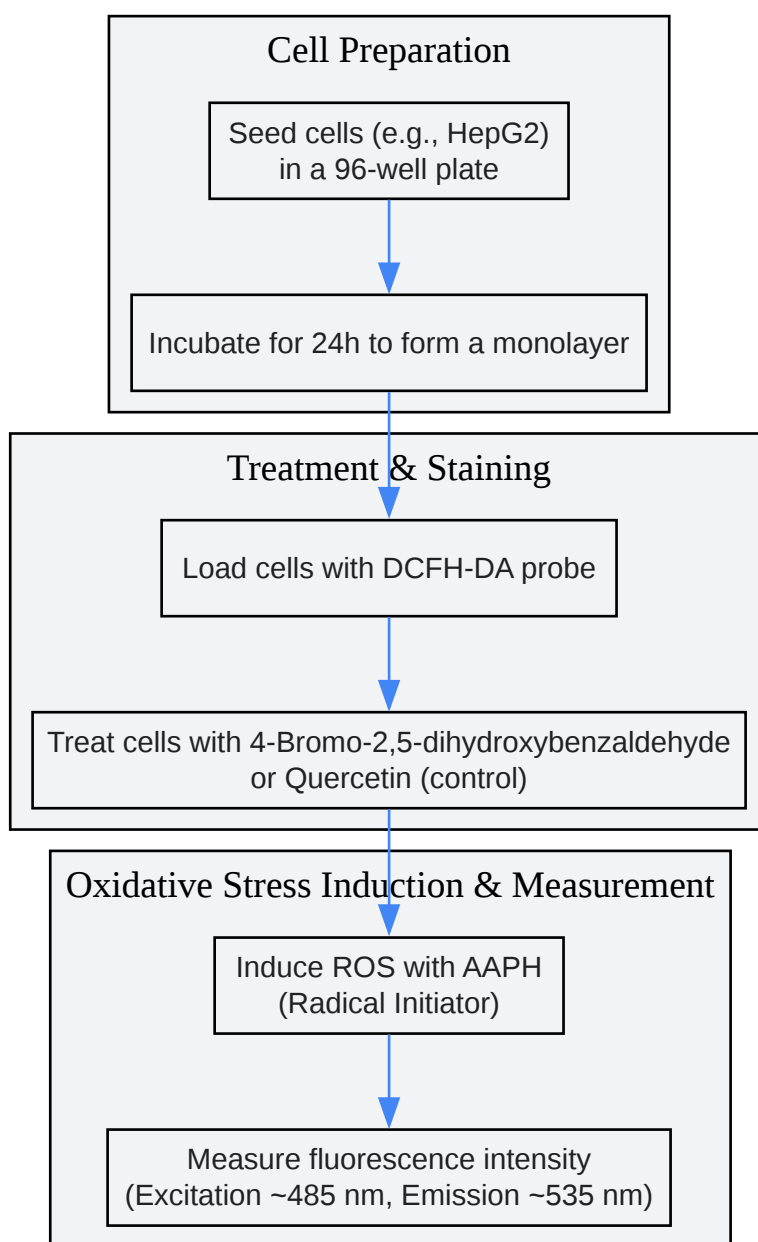 Cell Preparation
Seed cells (e.g., HepG2)
in a 96-well plate
Incubate for 24h to form a monolayer
Treatment & Staining
Load cells with DCFH-DA probe
Treat cells with 4-Bromo-2,5-dihydroxybenzaldehyde
or Quercetin (control)
Oxidative Stress Induction & Measurement
Induce ROS with AAPH
(Radical Initiator)
Measure fluorescence intensity
(Excitation ~485 nm, Emission ~535 nm)